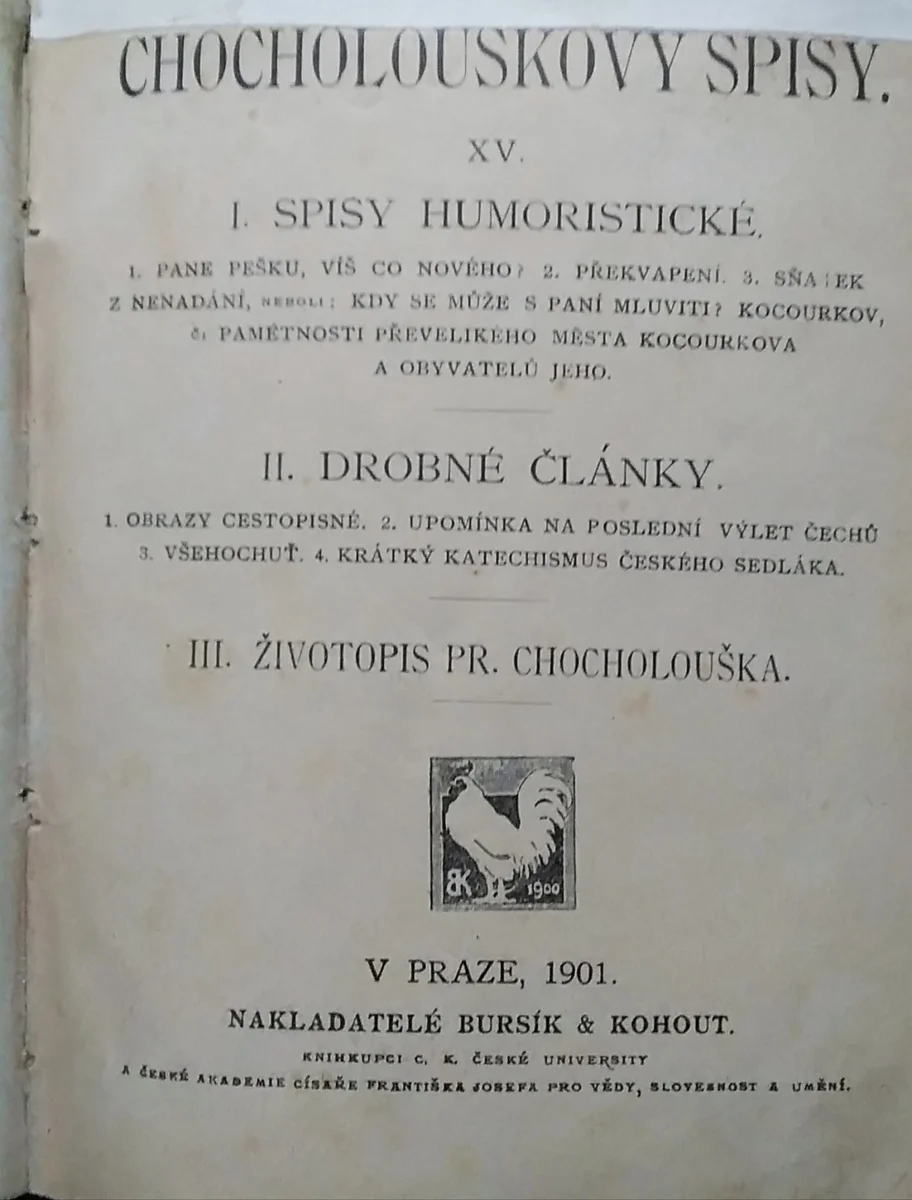 CHOCHOLOUŠKOVY SPISY.
XV.
I. SPISY HUMORISTICKÉ.
1. PANE PEŠKU, VÍŠ CO NOVÉHO? 2. PŘEKVAPENÍ. 3. SŇATEK
Z NENADÁNÍ, NEBOLI: KDY SE MŮŽE S PANÍ MLUVITI? KOCOURKOV,
či PAMĚTNOSTI PŘEVELIKÉHO MĚSTA KOCOURKOVA
A OBYVATELŮ JEHO.
II. DROBNÉ ČLÁNKY.
1. OBRAZY CESTOPISNÉ. 2. UPOMÍNKA NA POSLEDNÍ VÝLET ČECHŮ
3. VŠEHOCHUŤ. 4. KRÁTKÝ KATECHISMUS ČESKÉHO SEDLÁKA.
III. ŽIVOTOPIS PR. CHOCHOLOUŠKA.
BK 1900
V PRAZE, 1901.
NAKLADATELÉ BURSÍK & KOHOUT.
KNIHKUPCI C. K. ČESKÉ UNIVERSITY
A ČESKÉ AKADEMIE CÍSAŘE FRANTIŠKA JOSEFA PRO VĚDY, SLOVESNOST A UMĚNÍ.